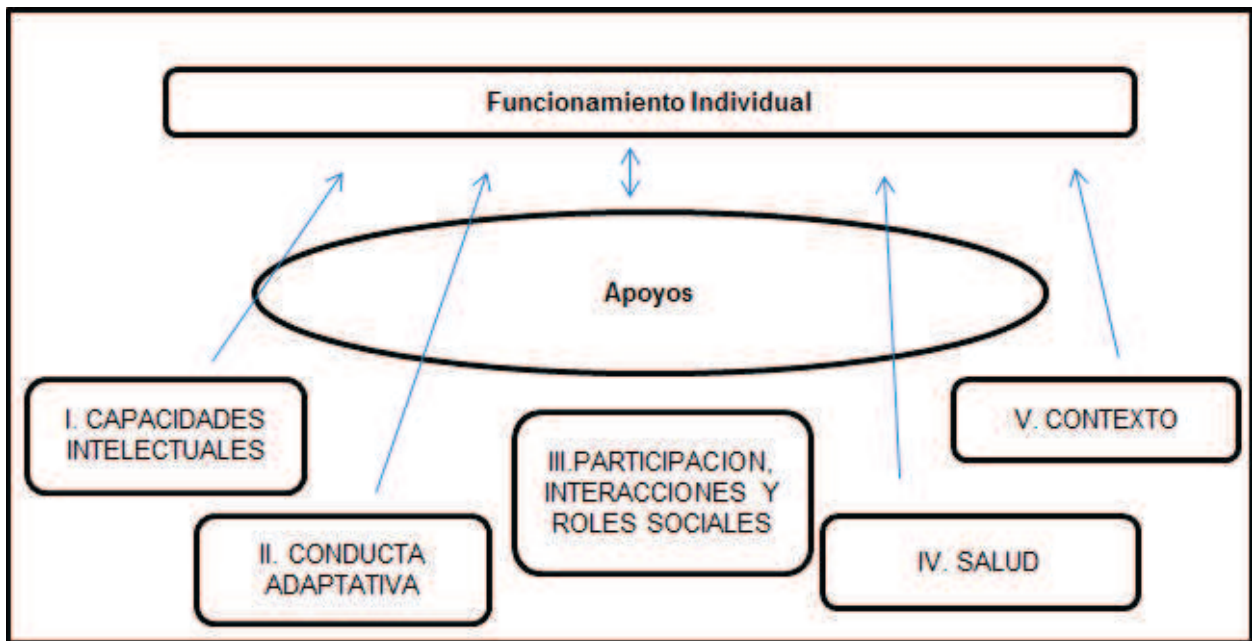 Funcionamiento Individual
Apoyos
I. CAPACIDADES
INTELECTUALES
II. CONDUCTA
ADAPTATIVA
III.PARTICIPACION,
INTERACCIONES Y
ROLES SOCIALES
IV. SALUD
V. CONTEXTO